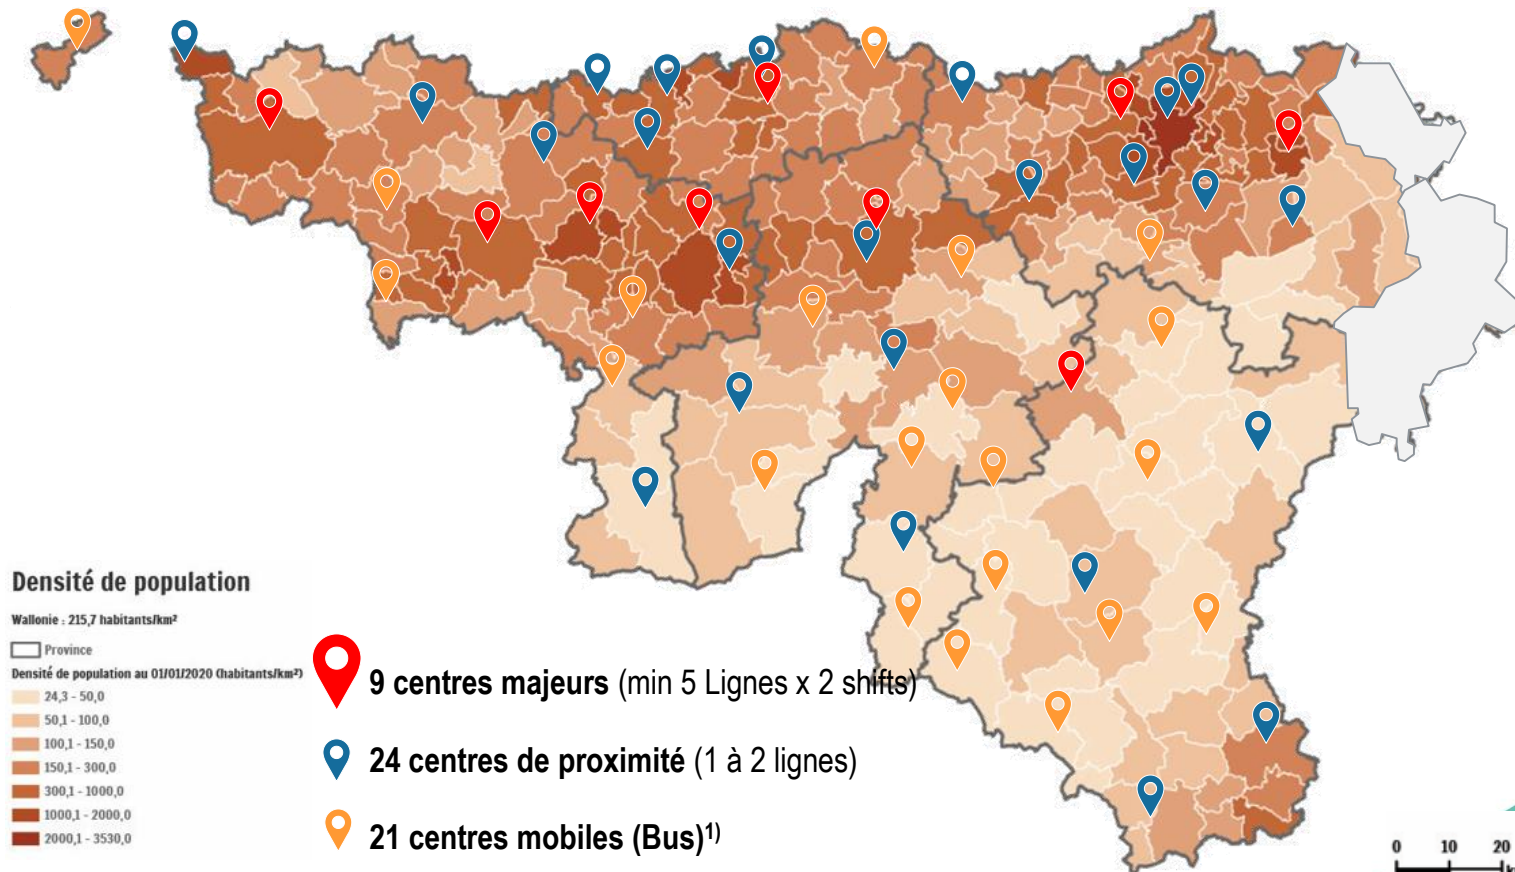 Densité de population
Wallonie : 215,7 habitants/km²
Province
Densité de population au 01/01/2020 (habitants/km²)
24,3 - 50,0
50,1 - 100,0
100,1 - 150,0
150,1 - 300,0
300,1 - 1000,0
1000,1 - 2000,0
2000,1 - 3530,0
9 centres majeurs (min 5 Lignes x 2 shifts)
24 centres de proximité (1 à 2 lignes)
21 centres mobiles (Bus)¹⁾
0 10 20